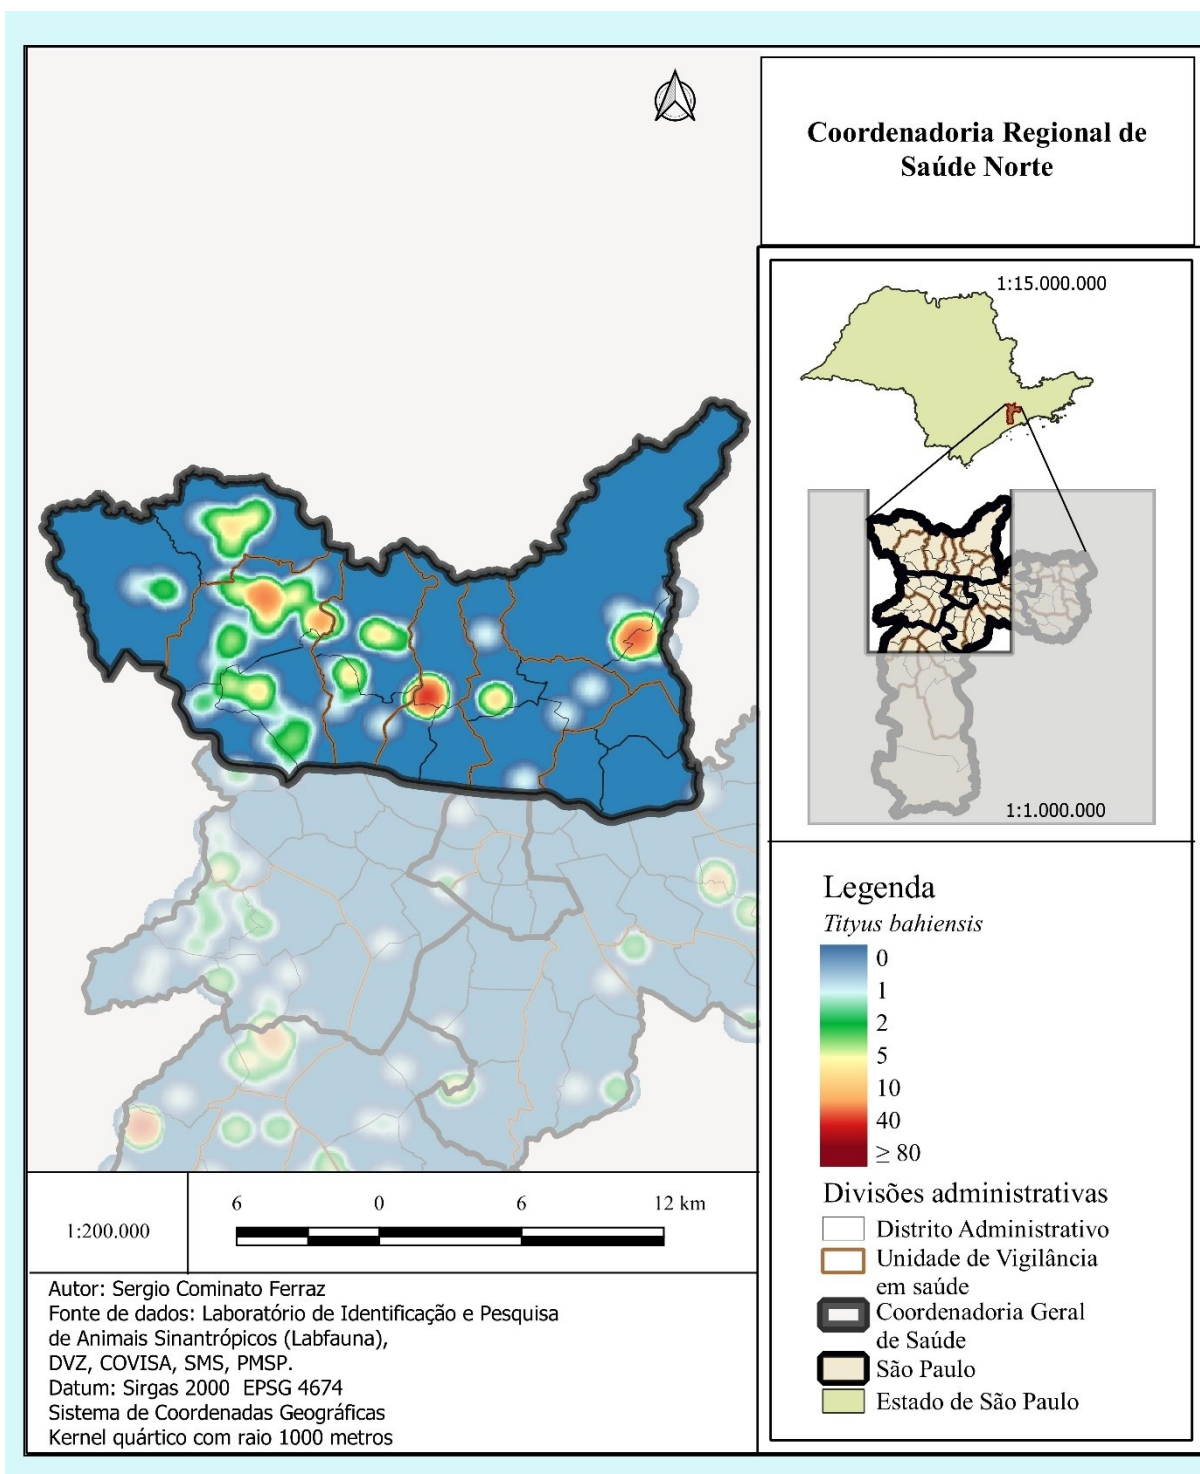 Coordenadoria Regional de
Saúde Norte
1:15.000.000
1:1.000.000
Legenda
Tityus bahiensis
0
1
2
5
10
40
≥ 80
Divisões administrativas
Distrito Administrativo
Unidade de Vigilância
em saúde
Coordenadoria Geral
de Saúde
São Paulo
Estado de São Paulo
1:200.000
6 0 6 12 km
Autor: Sergio Cominato Ferraz
Fonte de dados: Laboratório de Identificação e Pesquisa
de Animais Sinantrópicos (Labfauna),
DVZ, COVISA, SMS, PMSP.
Datum: Sirgas 2000 EPSG 4674
Sistema de Coordenadas Geográficas
Kernel quártico com raio 1000 metros